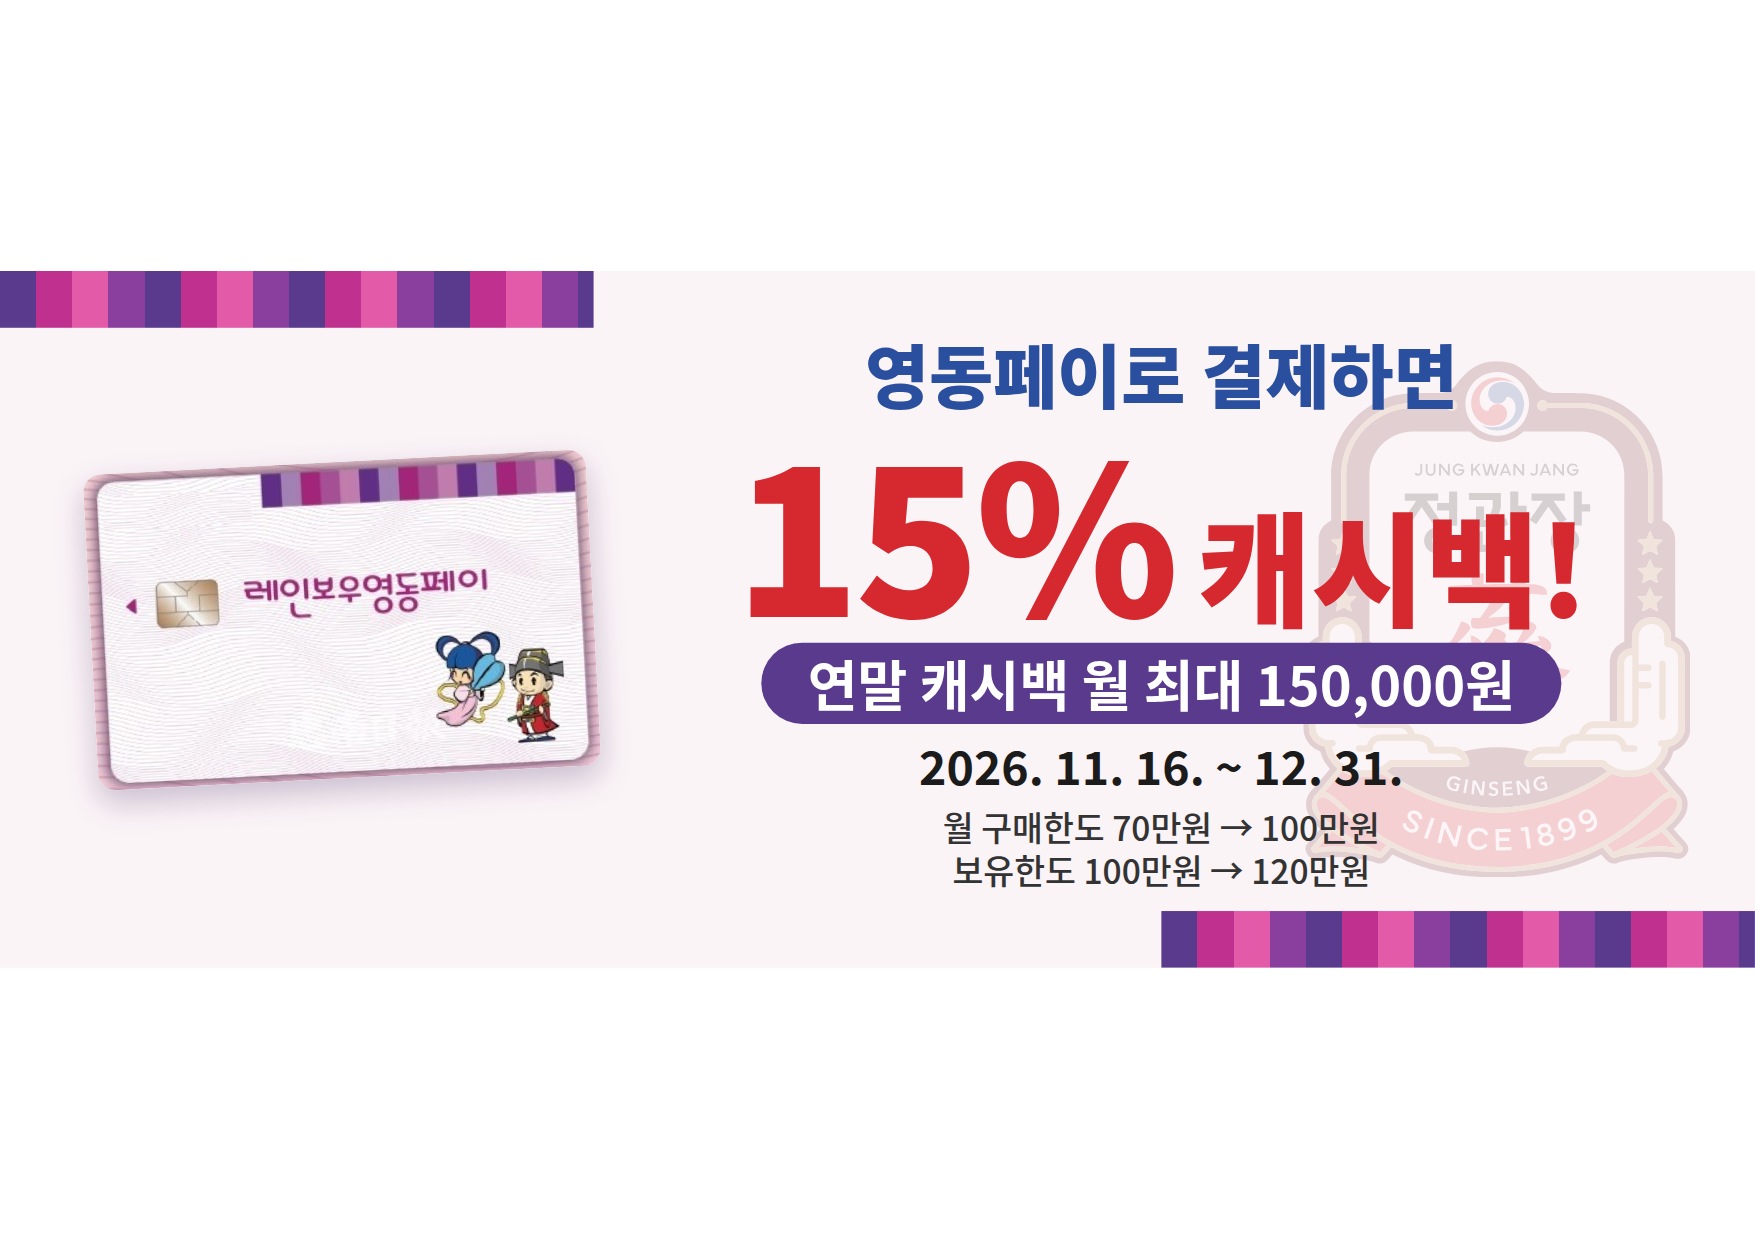 영동페이로 결제하면
15% 캐시백!
연말 캐시백 월 최대 150,000원
2026. 11. 16. ~ 12. 31.
월 구매한도 70만원 → 100만원
보유한도 100만원 → 120만원
레인보우영동페이
JUNG KWAN JANG
정관장
GINSENG
SINCE 1899